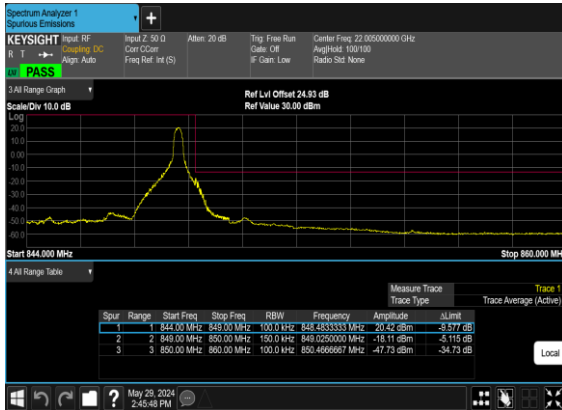 Spectrum Analyzer 1
Spurious Emissions
KEYSIGHT Input: RF Input Z: 50 Ω Atten: 20 dB Trig: Free Run Center Freq: 22.005000000 GHz
R T Coupling: DC Corr CCorr Gate: Off Avg|Hold: 100/100
Align: Auto Freq Ref: Int (S) IF Gain: Low Radio Std: None
LXI PASS
3 All Range Graph
Ref Lvl Offset 24.93 dB
Scale/Div 10.0 dB Ref Value 30.00 dBm
Log
20.0
10.0
0.00
-10.0
-20.0
-30.0
-40.0
-50.0
-60.0
Start 844.000 MHz Stop 860.000 MH
4 All Range Table
Measure Trace Trace 1
Trace Type Trace Average (Active)
Spur Range Start Freq Stop Freq RBW Frequency Amplitude ΔLimit
1 1 844.00 MHz 849.00 MHz 100.0 kHz 848.4833333 MHz 20.42 dBm -9.577 dB
2 2 849.00 MHz 850.00 MHz 150.0 kHz 849.0250000 MHz -18.11 dBm -5.115 dB
3 3 850.00 MHz 860.00 MHz 100.0 kHz 850.4666667 MHz -47.73 dBm -34.73 dB
Local
May 29, 2024
2:45:48 PM